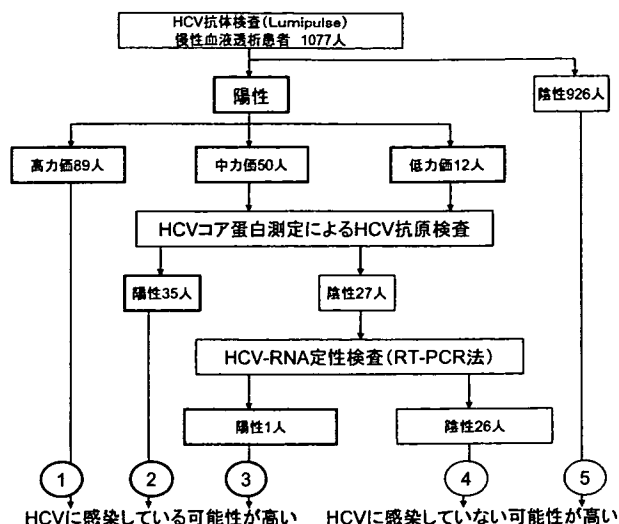 HCV抗体検査(Lumipulse)
慢性血液透析患者 1077人
陽性
陰性926人
高力価89人
中力価50人
低力価12人
HCVコア蛋白測定によるHCV抗原検査
陽性35人
陰性27人
HCV-RNA定性検査(RT-PCR法)
陽性1人
陰性26人
1
2
3
4
5
HCVに感染している可能性が高い
HCVに感染していない可能性が高い